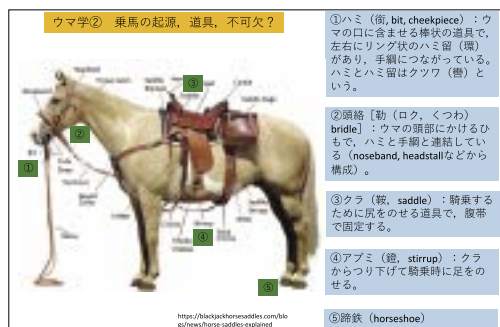 ウマ学② 乗馬の起源，道具，不可欠？
①ハミ（銜, bit, cheekpiece）：ウ
マの口に含ませる棒状の道具で，
左右にリング状のハミ留（環）
があり，手綱につながっている。
ハミとハミ留はクツワ（轡）と
いう。
②頭絡［勒（ロク，くつわ）
bridle］：ウマの頭部にかけるひ
もで，ハミと手綱と連結してい
る（noseband, headstallなどから
構成）。
③クラ（鞍，saddle）：騎乗する
ために尻をのせる道具で，腹帯
で固定する。
④アブミ（鐙，stirrup）：クラ
からつり下げて騎乗時に足をの
せる。
⑤蹄鉄（horseshoe）
①
②
③
④
⑤
https://blackjackhorsesaddles.com/blo
gs/news/horse-saddles-explained